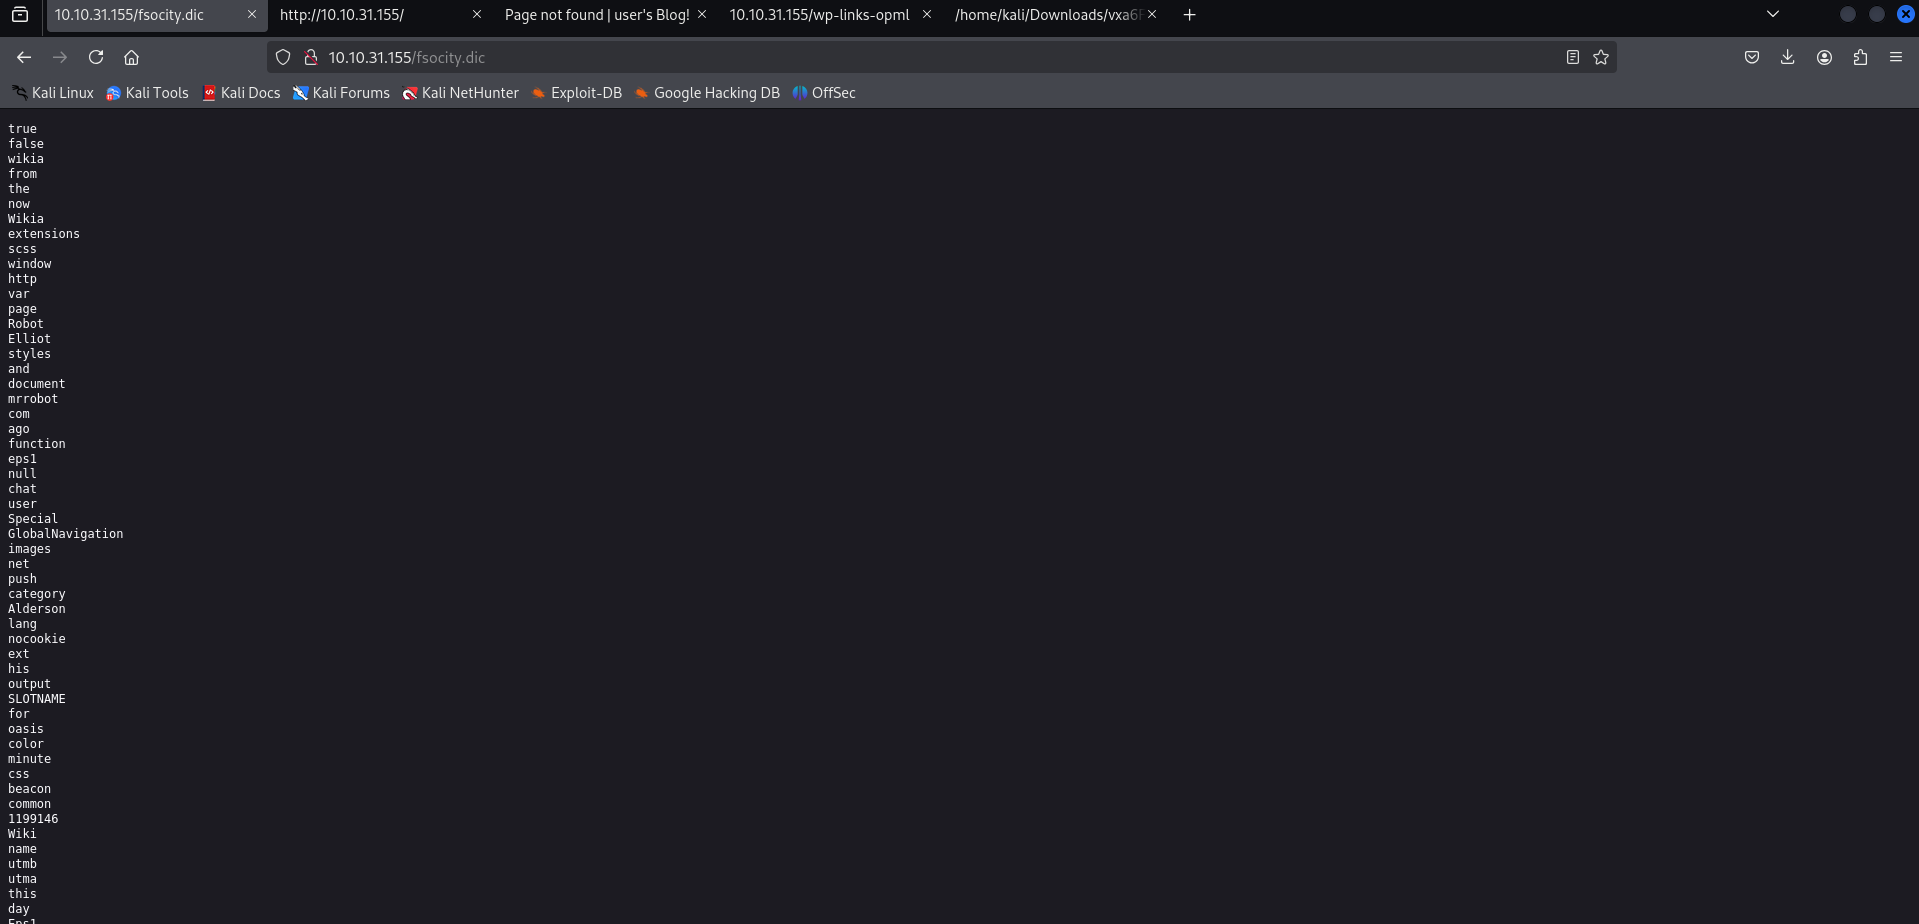 10.10.31.155/fsocity.dic http://10.10.31.155/ Page not found | user's Blog! 10.10.31.155/wp-links-opml /home/kali/Downloads/vxa6
10.10.31.155/fsocity.dic
Kali Linux Kali Tools Kali Docs Kali Forums Kali NetHunter Exploit-DB Google Hacking DB OffSec
true
false
wikia
from
the
now
Wikia
extensions
scss
window
http
var
page
Robot
Elliot
styles
and
document
mrrobot
com
ago
function
eps1
null
chat
user
Special
GlobalNavigation
images
net
push
category
Alderson
lang
nocookie
ext
his
output
SLOTNAME
for
oasis
color
minute
css
beacon
common
1199146
Wiki
name
utmb
utma
this
day